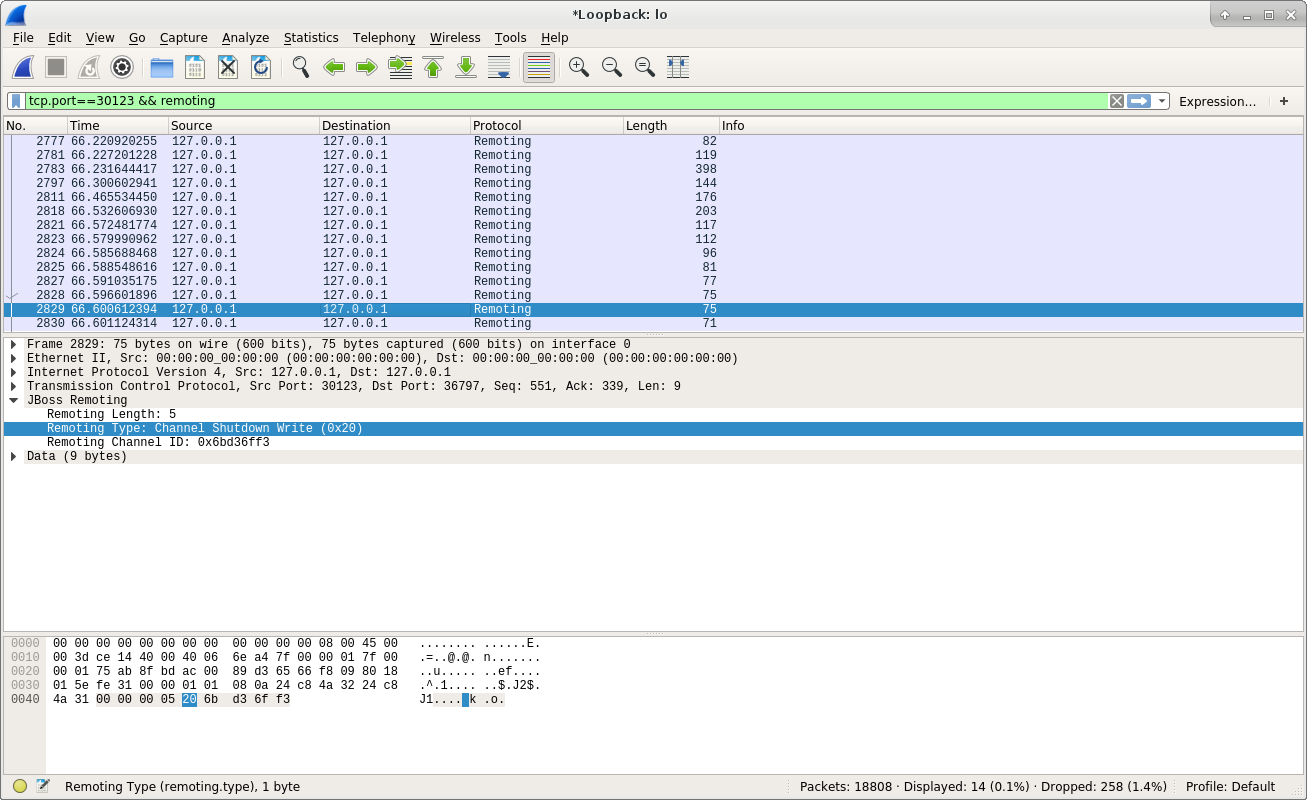 *Loopback: lo
File Edit View Go Capture Analyze Statistics Telephony Wireless Tools Help
tcp.port==30123 && remoting Expression… +
No. Time Source Destination Protocol Length Info
2777 66.220920255 127.0.0.1 127.0.0.1 Remoting 82
2781 66.227201228 127.0.0.1 127.0.0.1 Remoting 119
2783 66.231644417 127.0.0.1 127.0.0.1 Remoting 398
2797 66.300602941 127.0.0.1 127.0.0.1 Remoting 144
2811 66.465534450 127.0.0.1 127.0.0.1 Remoting 176
2818 66.532606930 127.0.0.1 127.0.0.1 Remoting 203
2821 66.572481774 127.0.0.1 127.0.0.1 Remoting 117
2823 66.579990962 127.0.0.1 127.0.0.1 Remoting 112
2824 66.585688468 127.0.0.1 127.0.0.1 Remoting 96
2825 66.588548616 127.0.0.1 127.0.0.1 Remoting 81
2827 66.591035175 127.0.0.1 127.0.0.1 Remoting 77
2828 66.596601896 127.0.0.1 127.0.0.1 Remoting 75
2829 66.600612394 127.0.0.1 127.0.0.1 Remoting 75
2830 66.601124314 127.0.0.1 127.0.0.1 Remoting 71
Frame 2829: 75 bytes on wire (600 bits), 75 bytes captured (600 bits) on interface 0
Ethernet II, Src: 00:00:00_00:00:00 (00:00:00:00:00:00), Dst: 00:00:00_00:00:00 (00:00:00:00:00:00)
Internet Protocol Version 4, Src: 127.0.0.1, Dst: 127.0.0.1
Transmission Control Protocol, Src Port: 30123, Dst Port: 36797, Seq: 551, Ack: 339, Len: 9
JBoss Remoting
Remoting Length: 5
Remoting Type: Channel Shutdown Write (0x20)
Remoting Channel ID: 0x6bd36ff3
Data (9 bytes)
0000 00 00 00 00 00 00 00 00 00 00 00 00 08 00 45 00 ........ ......E.
0010 00 3d ce 14 40 00 40 06 6e a4 7f 00 00 01 7f 00 .=..@.@. n.......
0020 00 01 75 ab 8f bd ac 00 89 d3 65 66 f8 09 80 18 ..u..... ..ef....
0030 01 5e fe 31 00 00 01 01 08 0a 24 c8 4a 32 24 c8 .^.1.... ..$.J2$.
0040 4a 31 00 00 00 05 20 6b d3 6f f3 J1.... k .o.
Remoting Type (remoting.type), 1 byte Packets: 18808 · Displayed: 14 (0.1%) · Dropped: 258 (1.4%) Profile: Default